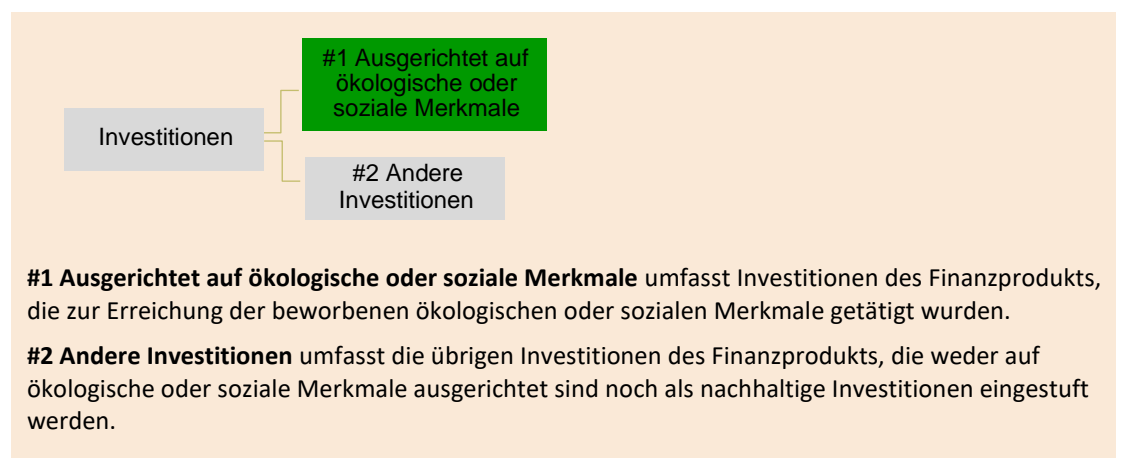 #1 Ausgerichtet auf
ökologische oder
soziale Merkmale
Investitionen
#2 Andere
Investitionen
#1 Ausgerichtet auf ökologische oder soziale Merkmale umfasst Investitionen des Finanzprodukts,
die zur Erreichung der beworbenen ökologischen oder sozialen Merkmale getätigt wurden.
#2 Andere Investitionen umfasst die übrigen Investitionen des Finanzprodukts, die weder auf
ökologische oder soziale Merkmale ausgerichtet sind noch als nachhaltige Investitionen eingestuft
werden.